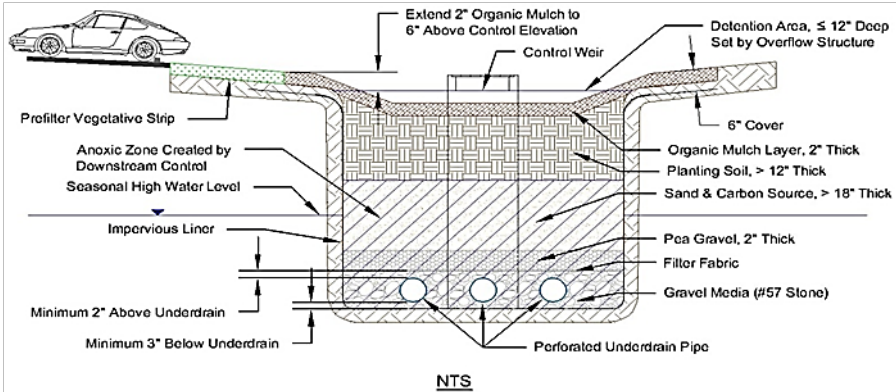 Extend 2" Organic Mulch to
6" Above Control Elevation
Control Weir
Detention Area, ≤ 12" Deep
Set by Overflow Structure
Prefilter Vegetative Strip
6" Cover
Anoxic Zone Created by
Downstream Control
Organic Mulch Layer, 2" Thick
Planting Soil, > 12" Thick
Seasonal High Water Level
Sand & Carbon Source, > 18" Thick
Impervious Liner
Pea Gravel, 2" Thick
Filter Fabric
Gravel Media (#57 Stone)
Minimum 2" Above Underdrain
Minimum 3" Below Underdrain
Perforated Underdrain Pipe
NTS